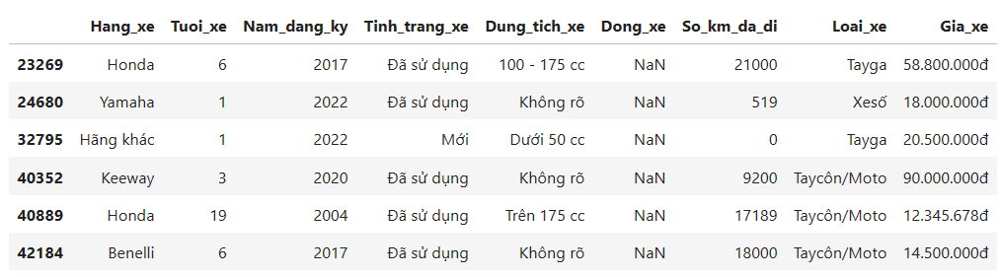 Hang_xe Tuoi_xe Nam_dang_ky Tinh_trang_xe Dung_tich_xe Dong_xe So_km_da_di Loai_xe Gia_xe
23269 Honda 6 2017 Đã sử dụng 100 - 175 cc NaN 21000 Tayga 58.800.000đ
24680 Yamaha 1 2022 Đã sử dụng Không rõ NaN 519 Xesố 18.000.000đ
32795 Hãng khác 1 2022 Mới Dưới 50 cc NaN 0 Tayga 20.500.000đ
40352 Keeway 3 2020 Đã sử dụng Không rõ NaN 9200 Taycôn/Moto 90.000.000đ
40889 Honda 19 2004 Đã sử dụng Trên 175 cc NaN 17189 Taycôn/Moto 12.345.678đ
42184 Benelli 6 2017 Đã sử dụng Không rõ NaN 18000 Taycôn/Moto 14.500.000đ